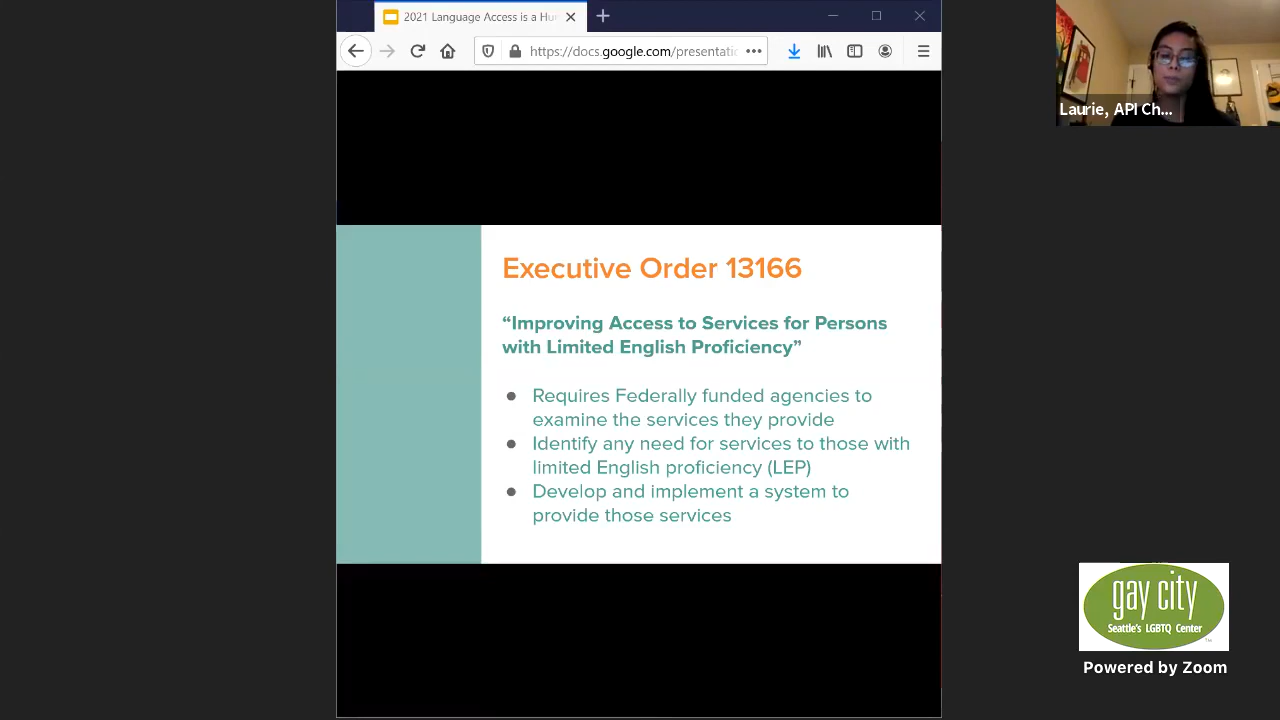 2021 Language Access is a Hu
https://docs.google.com/presentatio
Laurie, API Ch...
Executive Order 13166
“Improving Access to Services for Persons
with Limited English Proficiency”
● Requires Federally funded agencies to
examine the services they provide
● Identify any need for services to those with
limited English proficiency (LEP)
● Develop and implement a system to
provide those services
gay city
Seattle's LGBTQ Center
™
Powered by Zoom